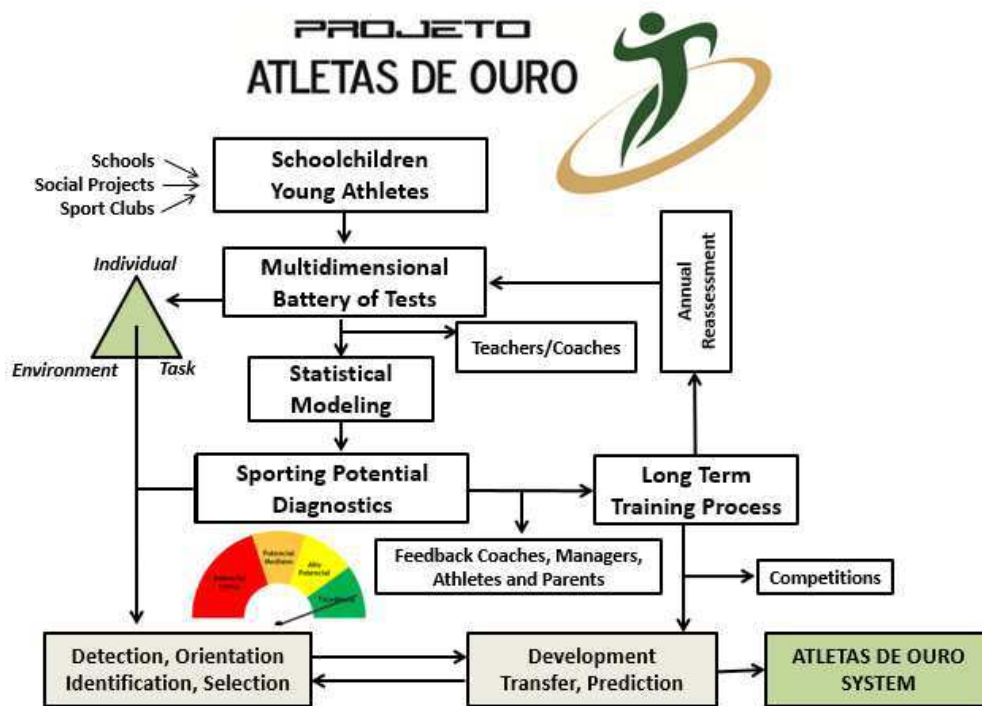 PROJETO
ATLETAS DE OURO
Schools
Social Projects
Sport Clubs
Schoolchildren
Young Athletes
Individual
Environment
Task
Multidimensional
Battery of Tests
Annual
Reassessment
Teachers/Coaches
Statistical
Modeling
Sporting Potential
Diagnostics
Long Term
Training Process
Feedback Coaches, Managers,
Athletes and Parents
Competitions
Potencial
Mediano
Alto
Potencial
Detection, Orientation
Identification, Selection
Development
Transfer, Prediction
ATLETAS DE OURO
SYSTEM